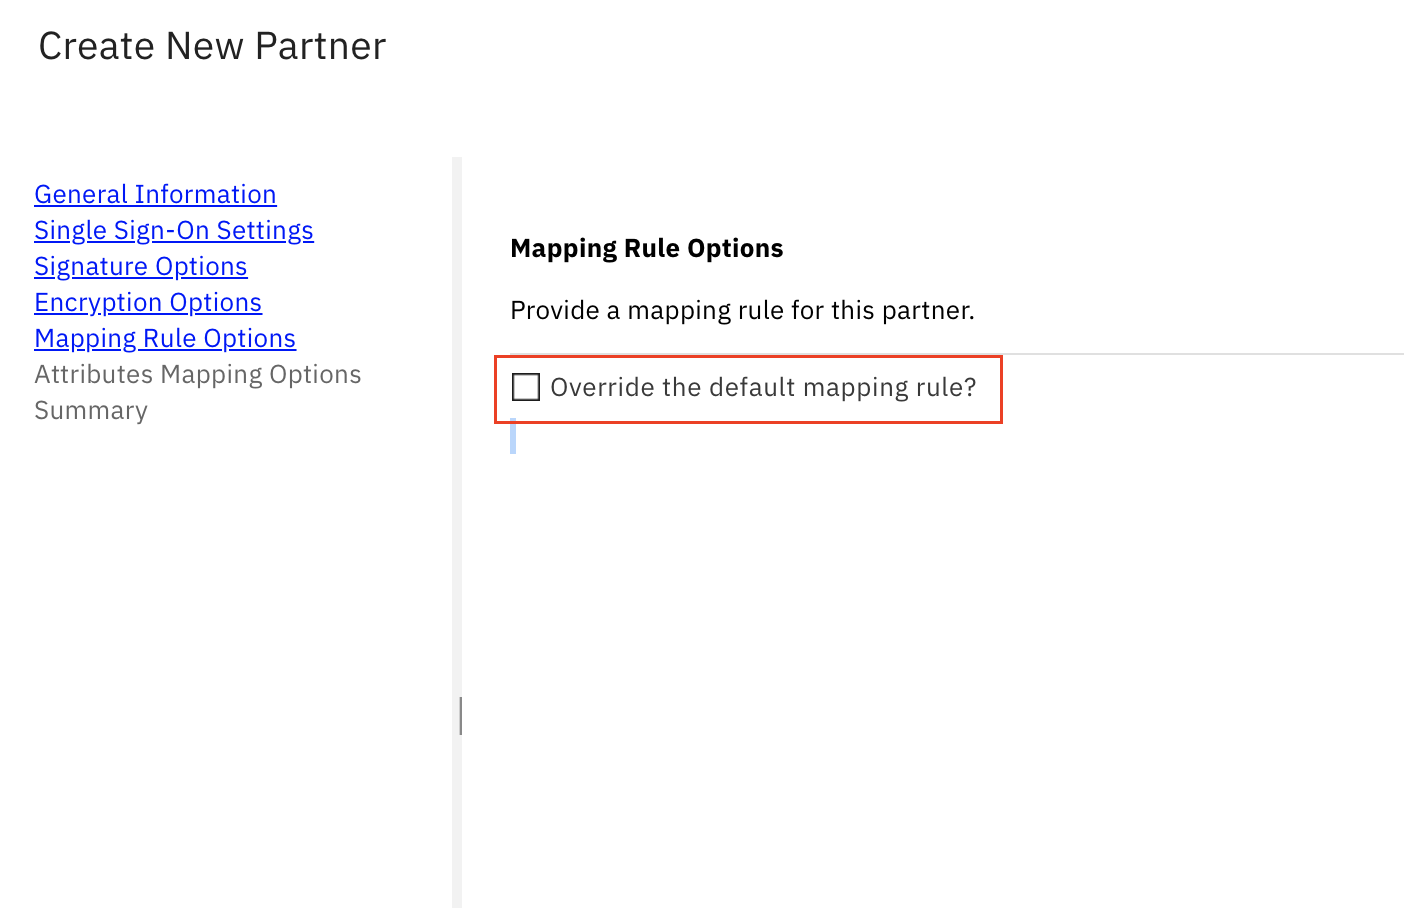 Create New Partner
General Information
Single Sign-On Settings
Signature Options
Encryption Options
Mapping Rule Options
Attributes Mapping Options
Summary
Mapping Rule Options
Provide a mapping rule for this partner.
Override the default mapping rule?